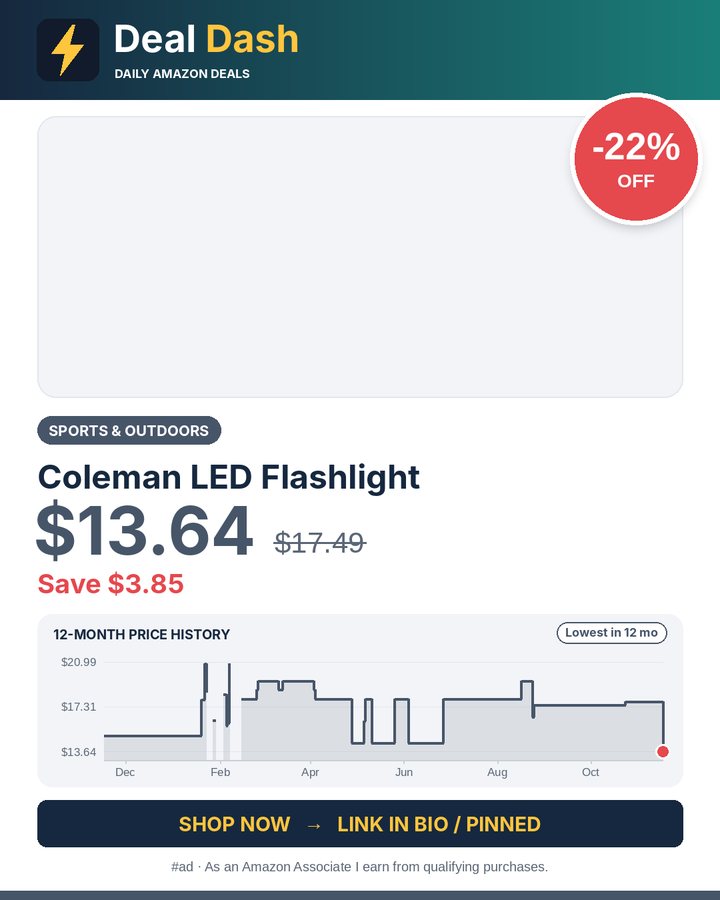 Deal Dash
DAILY AMAZON DEALS
-22%
OFF
SPORTS & OUTDOORS
Coleman LED Flashlight
$13.64 $17.49
Save $3.85
12-MONTH PRICE HISTORY
Lowest in 12 mo
$20.99
$17.31
$13.64
Dec Feb Apr Jun Aug Oct
SHOP NOW → LINK IN BIO / PINNED
#ad · As an Amazon Associate I earn from qualifying purchases.